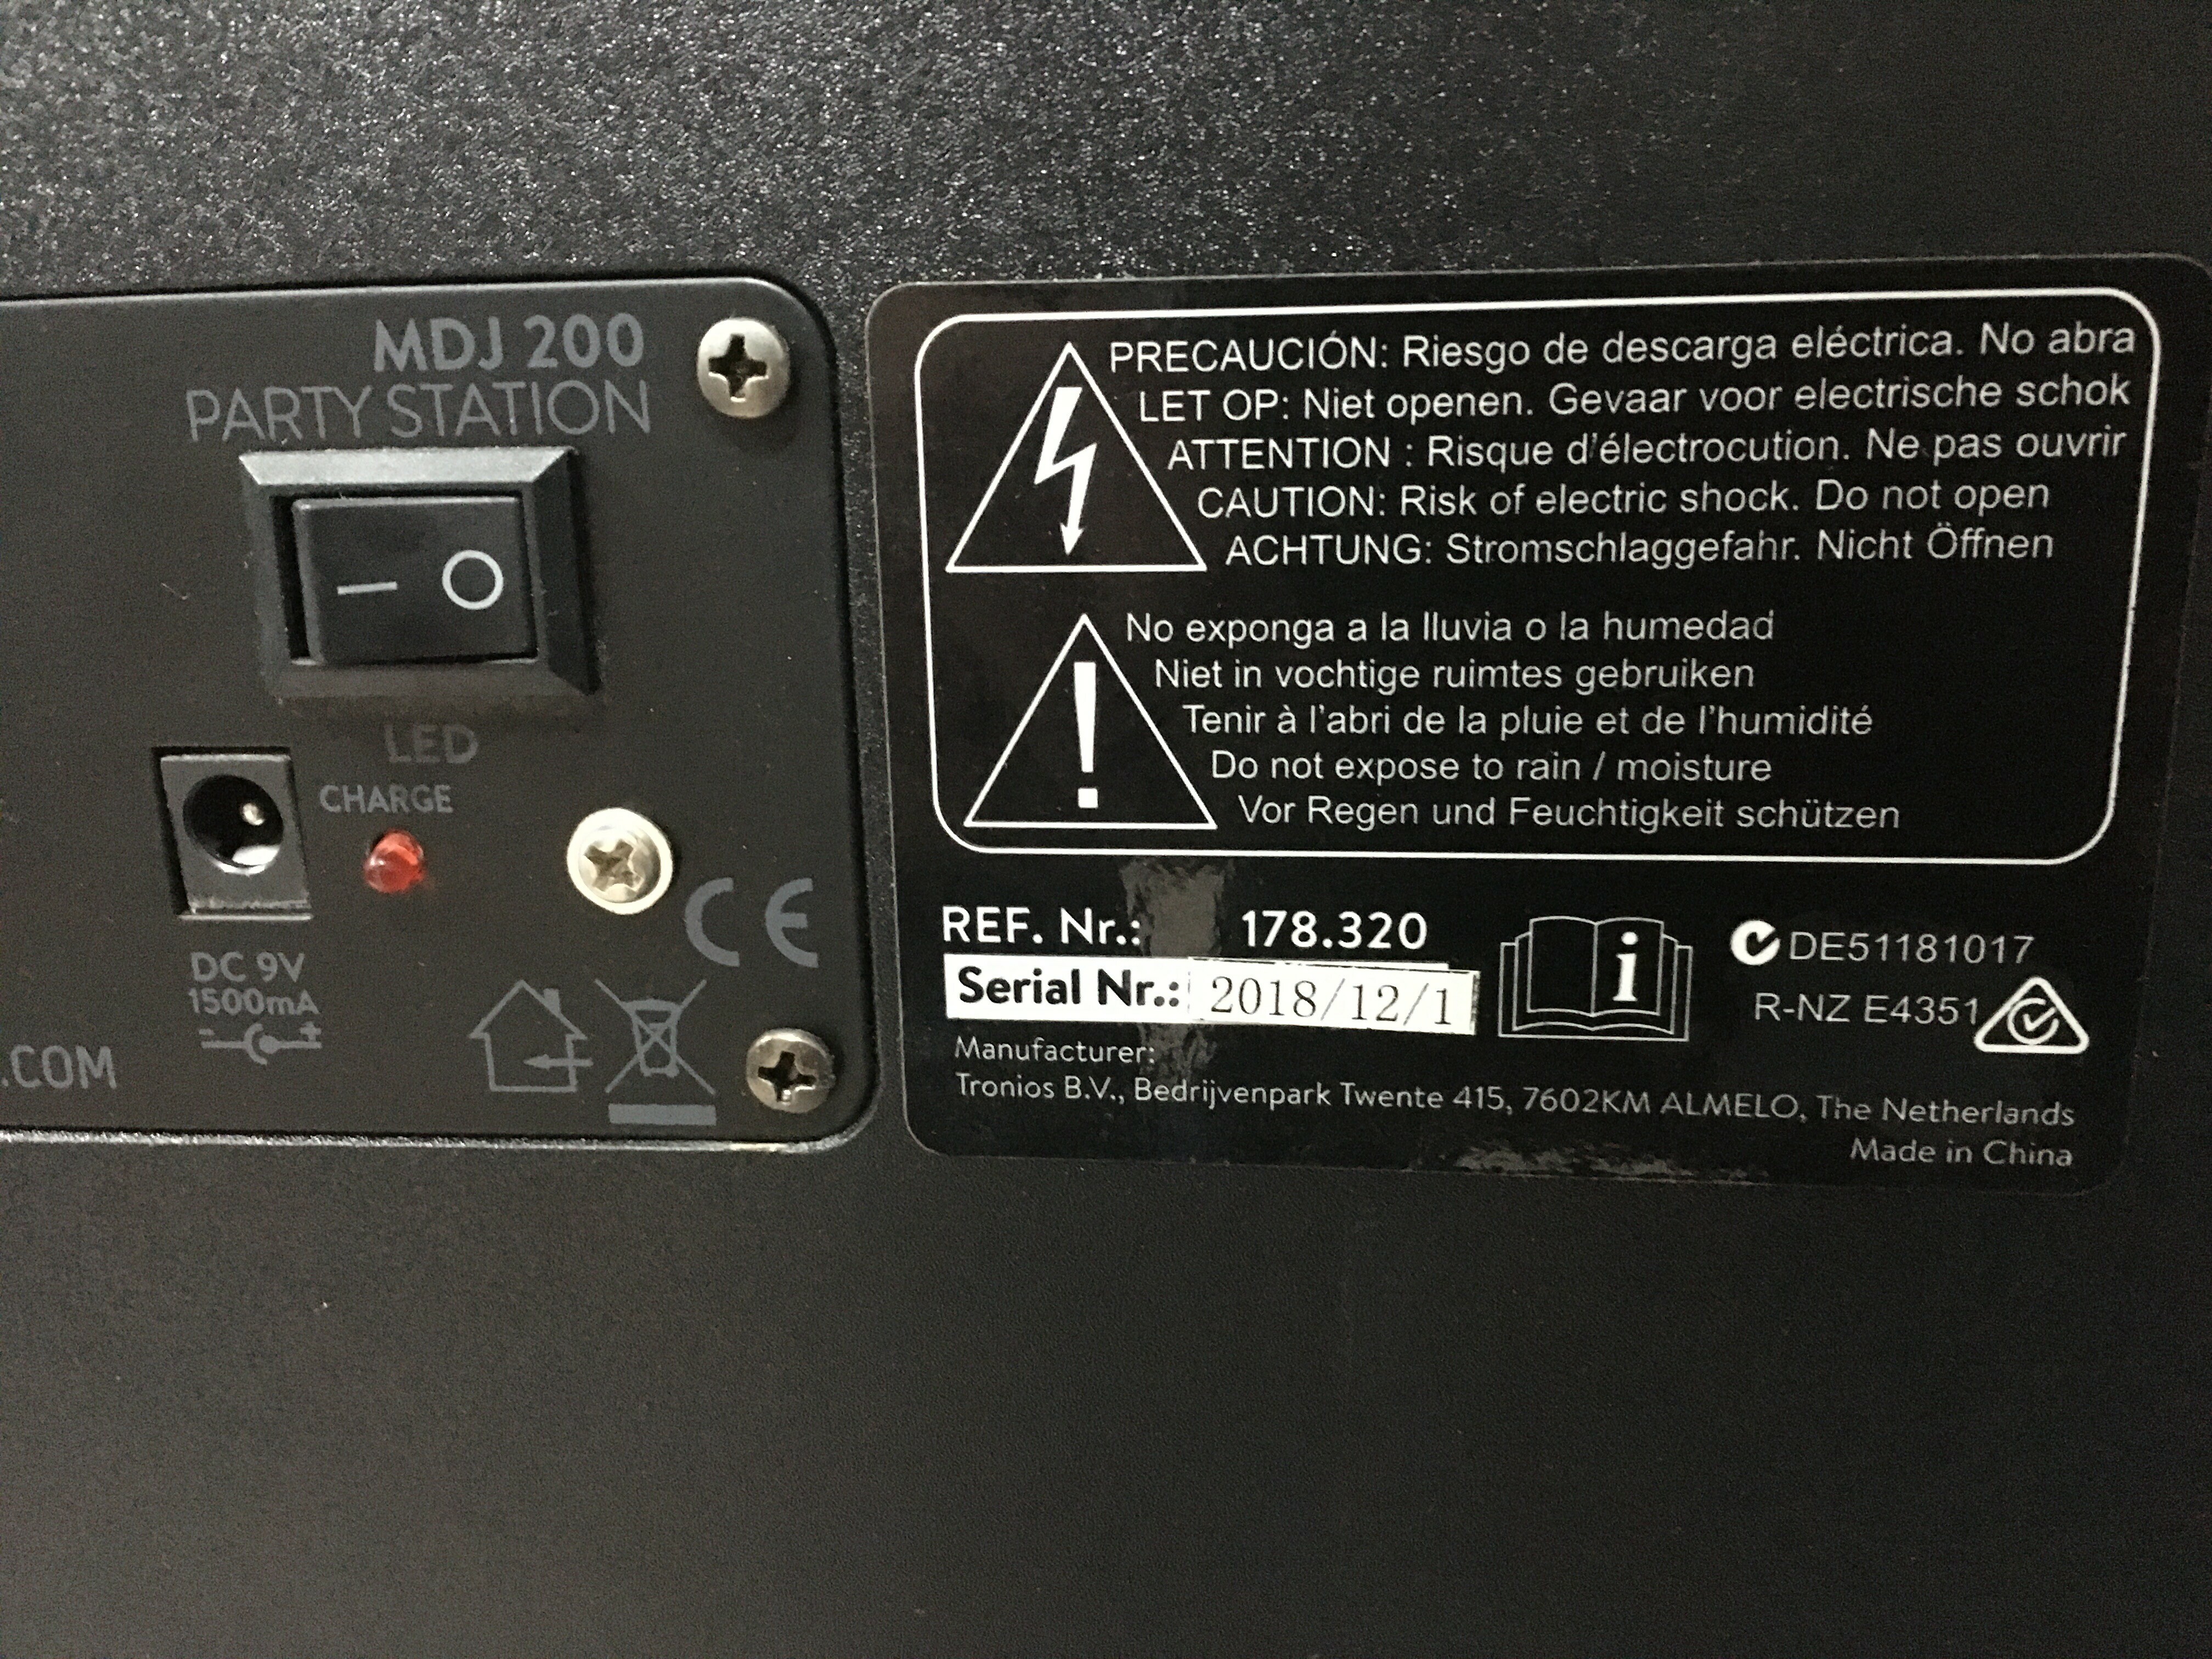 MDJ 200
PARTY STATION
— O
LED
CHARGE
DC 9V
1500mA
- +
.COM
CE
PRECAUCIÓN: Riesgo de descarga eléctrica. No abra
LET OP: Niet openen. Gevaar voor electrische schok
ATTENTION : Risque d'électrocution. Ne pas ouvrir
CAUTION: Risk of electric shock. Do not open
ACHTUNG: Stromschlaggefahr. Nicht Öffnen
!
No exponga a la lluvia o la humedad
Niet in vochtige ruimtes gebruiken
Tenir à l'abri de la pluie et de l'humidité
Do not expose to rain / moisture
Vor Regen und Feuchtigkeit schützen
REF. Nr.: 178.320
Serial Nr.: 2018/12/1
i
DE51181017
R-NZ E4351
Manufacturer:
Tronios B.V., Bedrijvenpark Twente 415, 7602KM ALMELO, The Netherlands
Made in China